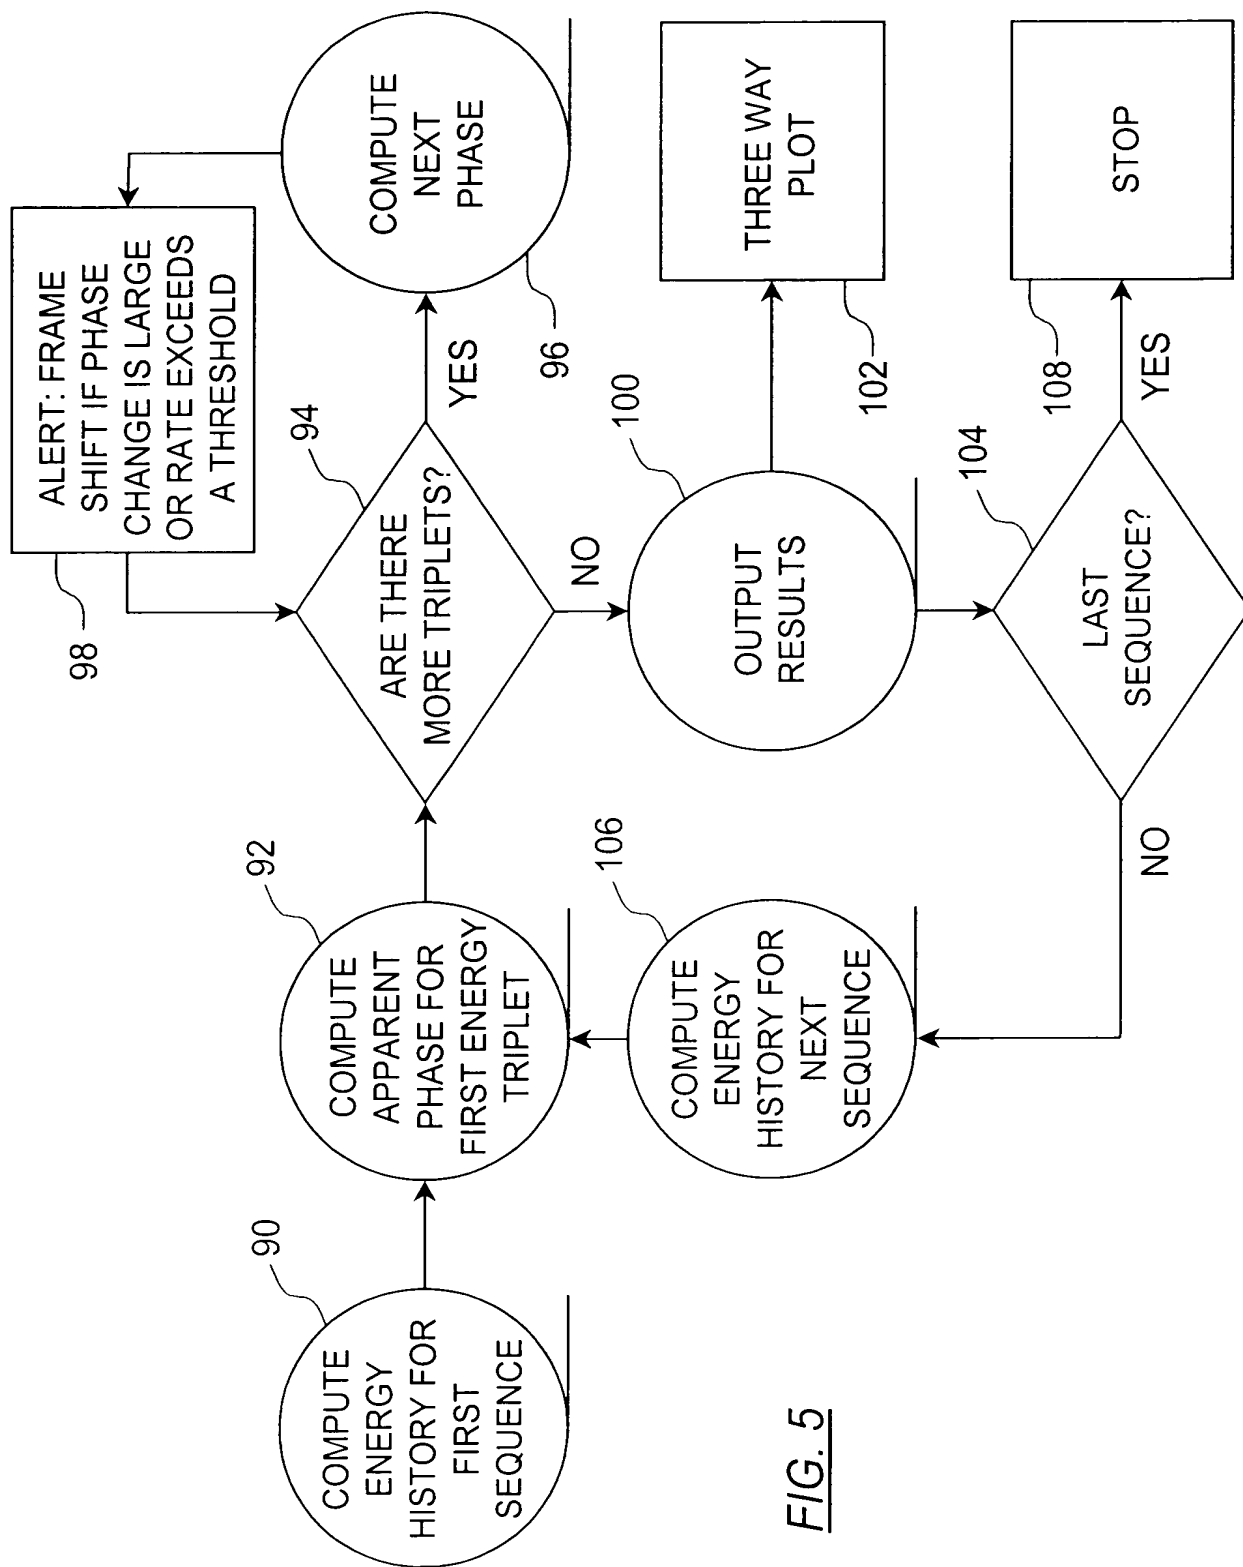 90
COMPUTE
ENERGY
HISTORY FOR
FIRST
SEQUENCE
92
COMPUTE
APPARENT
PHASE FOR
FIRST ENERGY
TRIPLET
94
ARE THERE
MORE TRIPLETS?
YES
NO
96
COMPUTE
NEXT
PHASE
98
ALERT: FRAME
SHIFT IF PHASE
CHANGE IS LARGE
OR RATE EXCEEDS
A THRESHOLD
100
OUTPUT
RESULTS
102
THREE WAY
PLOT
104
LAST
SEQUENCE?
NO
YES
106
COMPUTE
ENERGY
HISTORY FOR
NEXT
SEQUENCE
108
STOP
FIG. 5